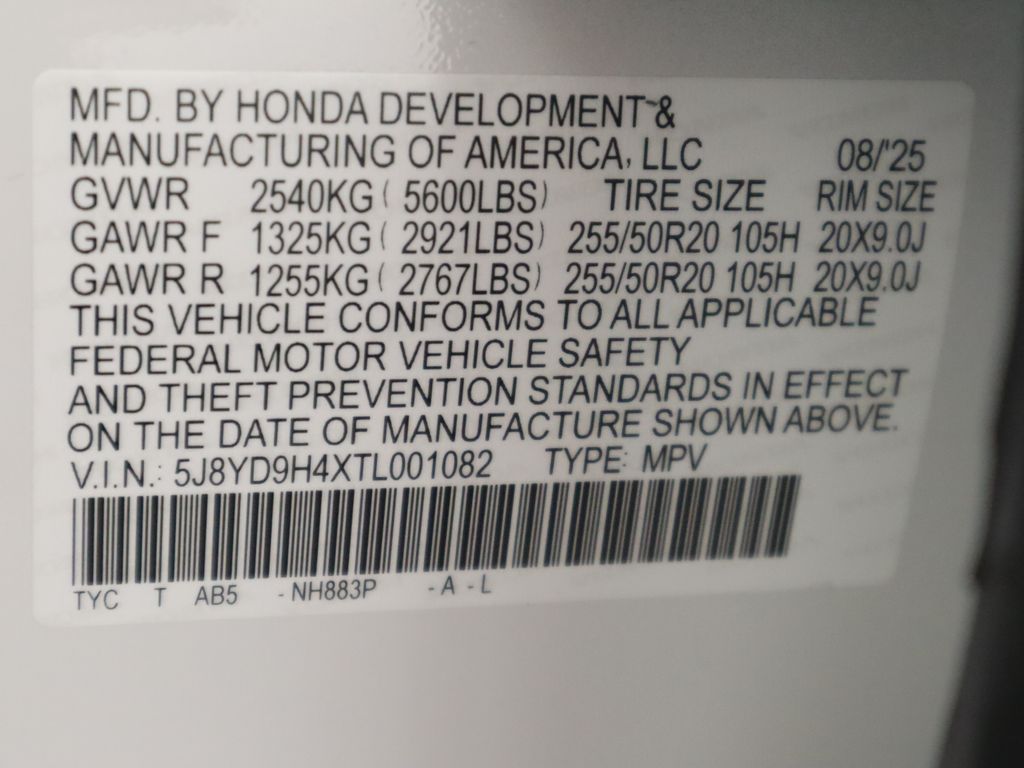 MFD. BY HONDA DEVELOPMENT &
MANUFACTURING OF AMERICA, LLC 08/'25
GVWR 2540KG ( 5600LBS) TIRE SIZE RIM SIZE
GAWR F 1325KG ( 2921LBS) 255/50R20 105H 20X9.0J
GAWR R 1255KG ( 2767LBS) 255/50R20 105H 20X9.0J
THIS VEHICLE CONFORMS TO ALL APPLICABLE
FEDERAL MOTOR VEHICLE SAFETY
AND THEFT PREVENTION STANDARDS IN EFFECT
ON THE DATE OF MANUFACTURE SHOWN ABOVE.
V.I.N.: 5J8YD9H4XTL001082 TYPE: MPV
TYC T AB5 - NH883P - A - L